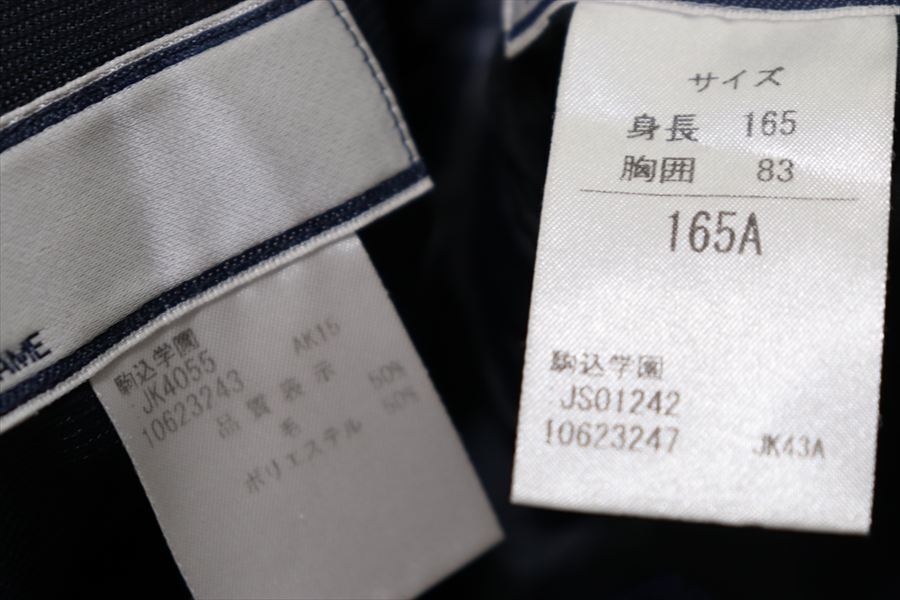 AME
駒込学園
JK4055 AK15
10623243
品質表示
毛 50%
ポリエステル 50%
サイズ
身長 165
胸囲 83
165A
駒込学園
JS01242
10623247 JK43A